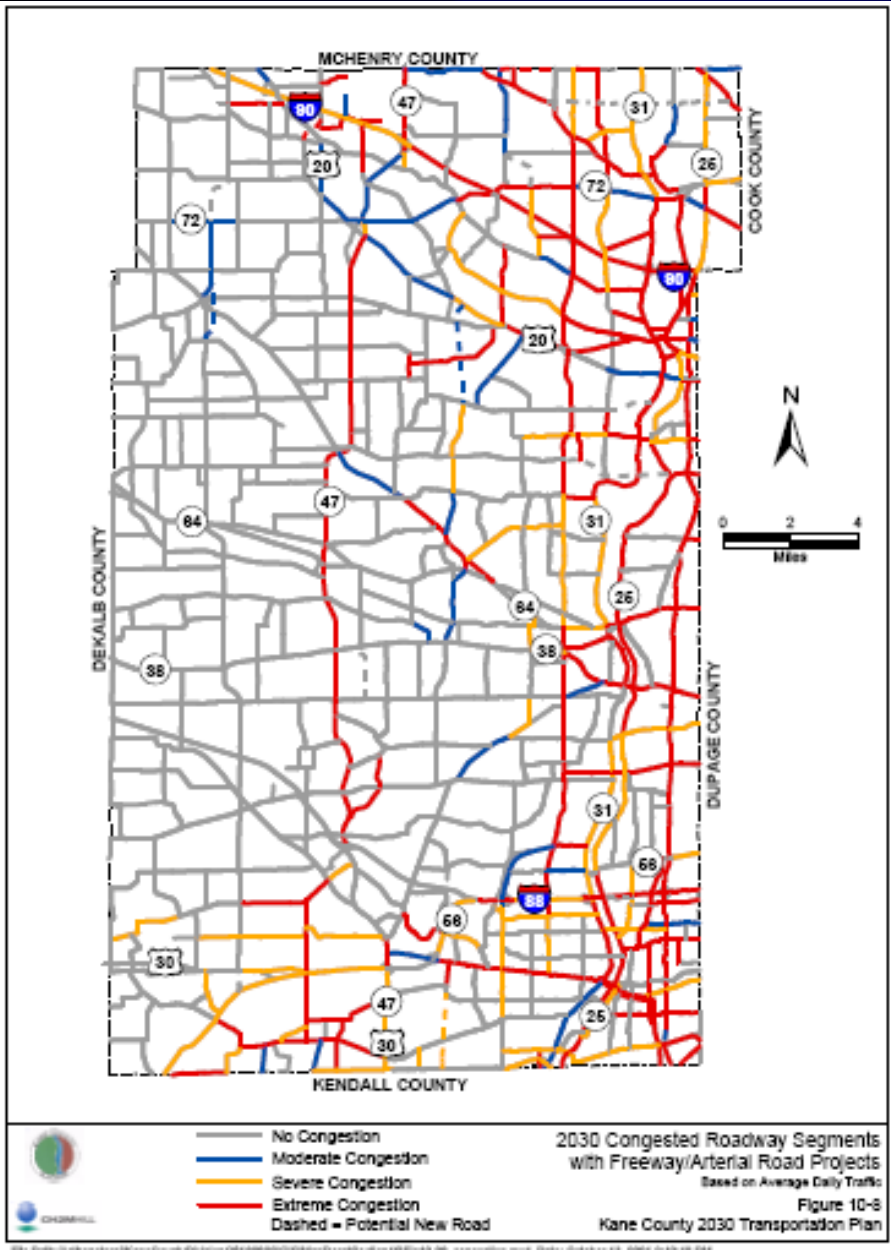 MCHENRY COUNTY
90
47
31
26
20
72
72
COOK COUNTY
90
20
N
47
64
31
0 2 4
Miles
DEKALB COUNTY
64
26
38
38
DUPAGE COUNTY
31
56
88
56
30
47
25
30
KENDALL COUNTY
No Congestion
Moderate Congestion
Severe Congestion
Extreme Congestion
Dashed = Potential New Road
2030 Congested Roadway Segments
with Freeway/Arterial Road Projects
Based on Average Daily Traffic
Figure 10-8
Kane County 2030 Transportation Plan
CH2MHILL